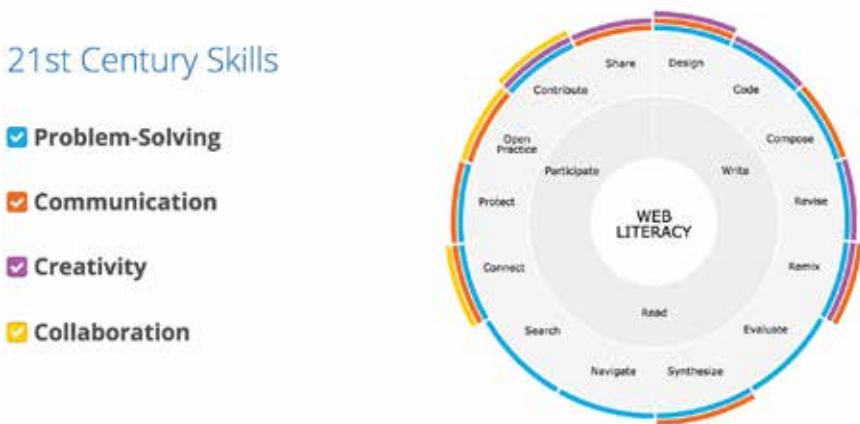 21st Century Skills
Problem-Solving
Communication
Creativity
Collaboration
Share
Design
Contribute
Code
Open
Practice
Compose
Participate
Write
Protect
Revise
WEB
LITERACY
Connect
Remix
Read
Search
Evaluate
Navigate
Synthesize